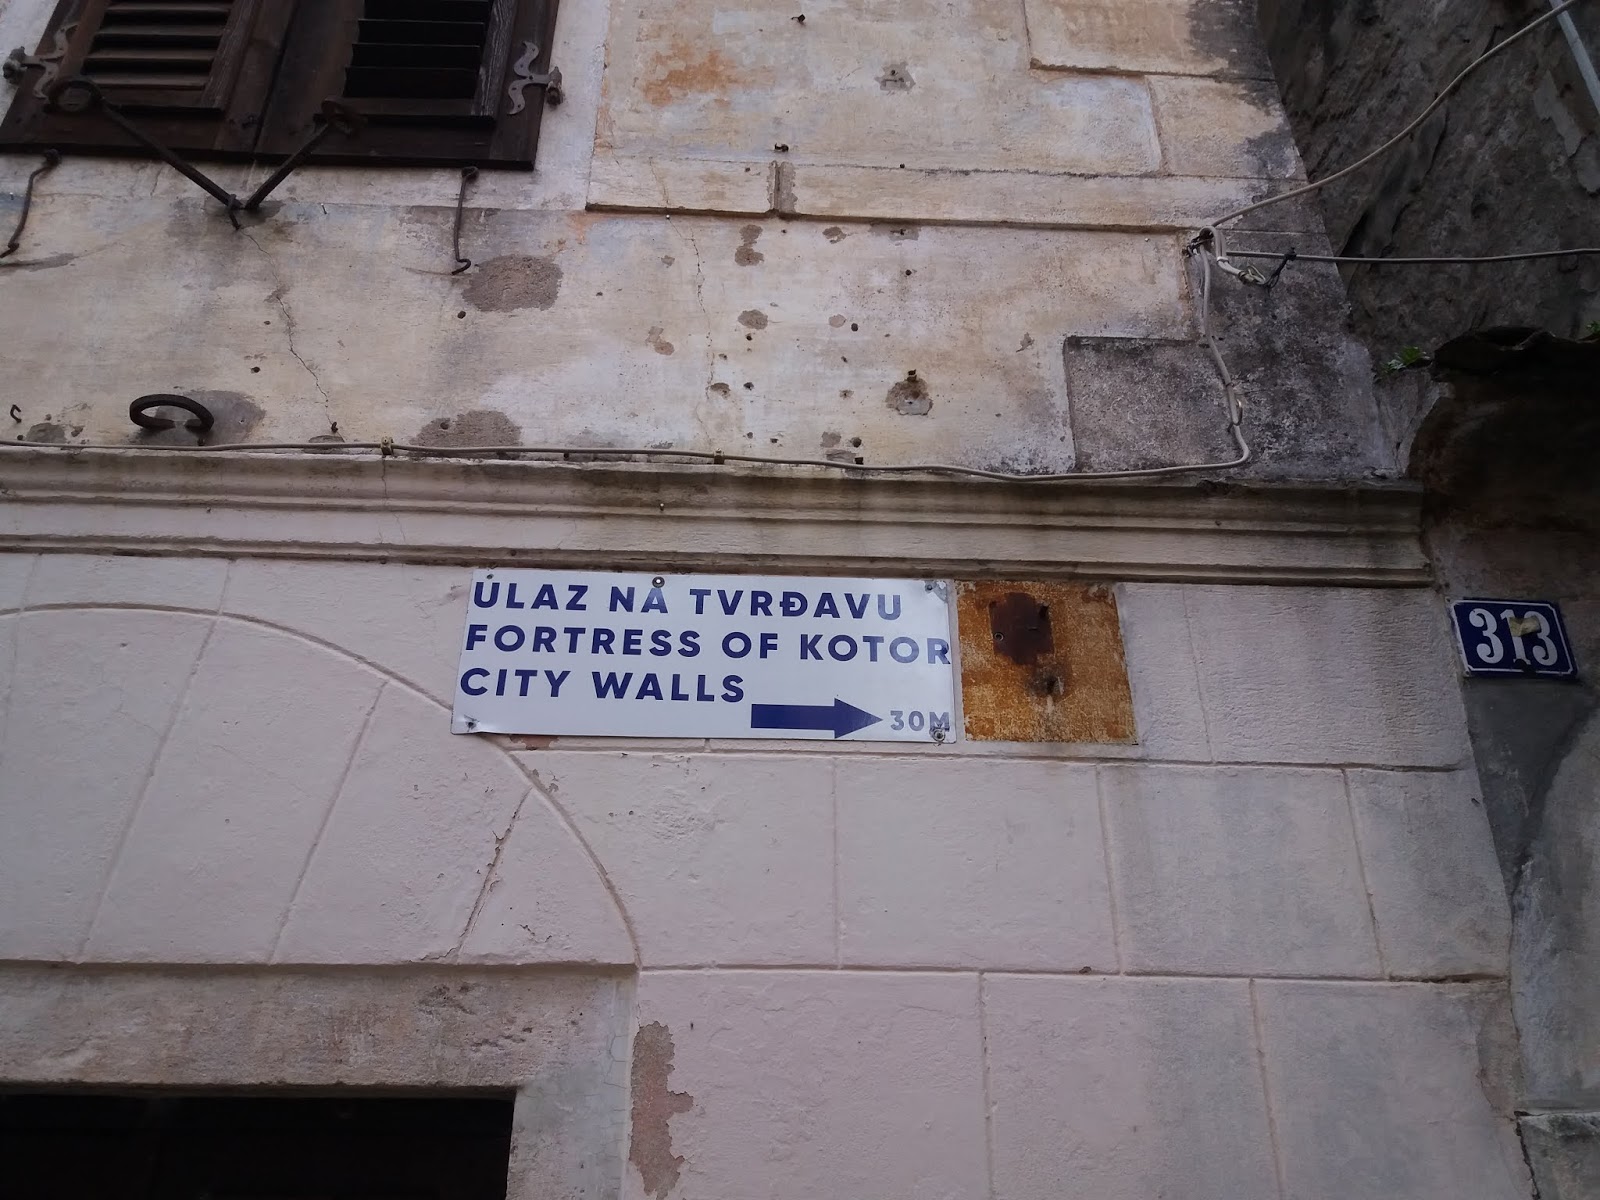 ULAZ NA TVRĐAVU
FORTRESS OF KOTOR
CITY WALLS
30M
313